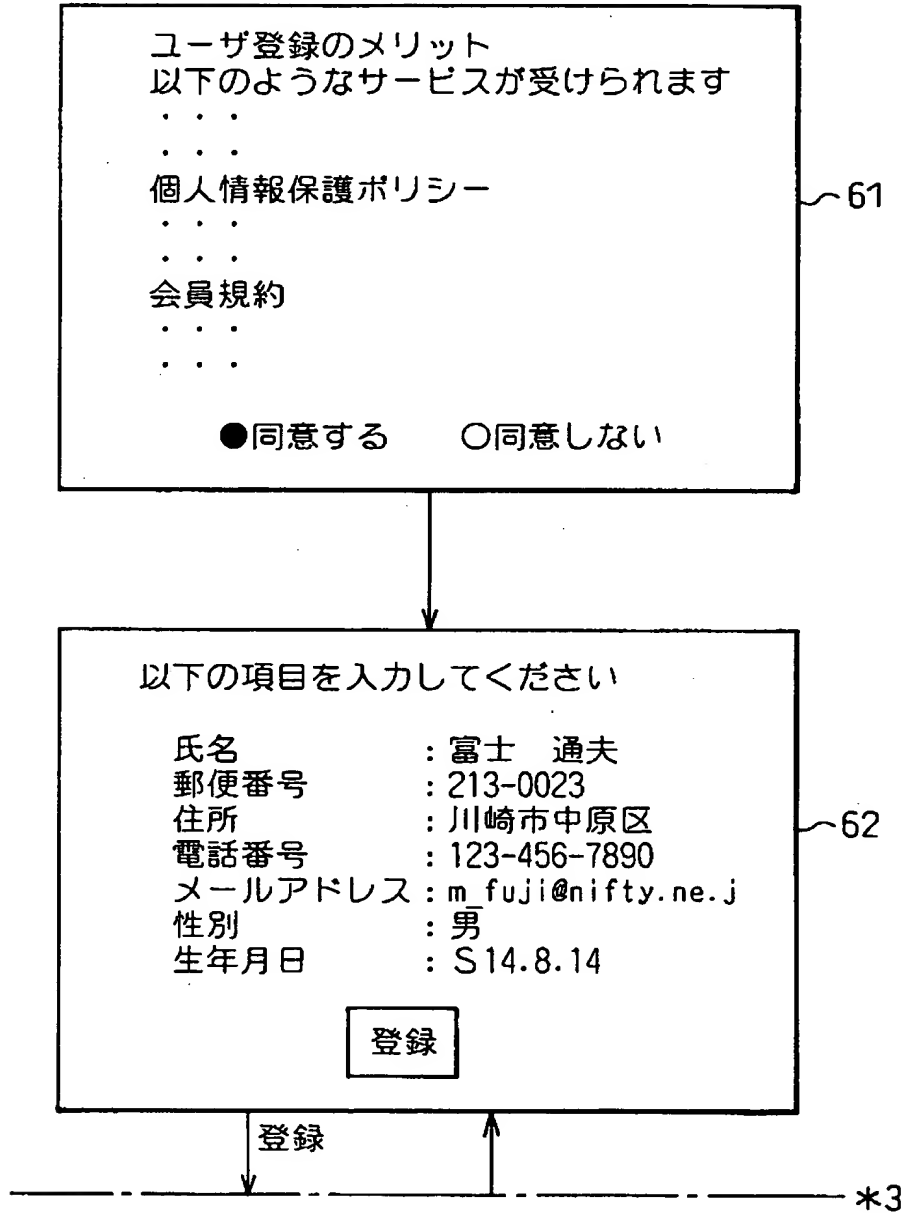 ユーザ登録のメリット
以下のようなサービスが受けられます
・・・
・・・
個人情報保護ポリシー
・・・
・・・
会員規約
・・・
・・・
●同意する ○同意しない
61
以下の項目を入力してください
氏名 : 富士 通夫
郵便番号 : 213-0023
住所 : 川崎市中原区
電話番号 : 123-456-7890
メールアドレス : m_fuji@nifty.ne.j
性別 : 男
生年月日 : S14.8.14
62
登録
登録
*3